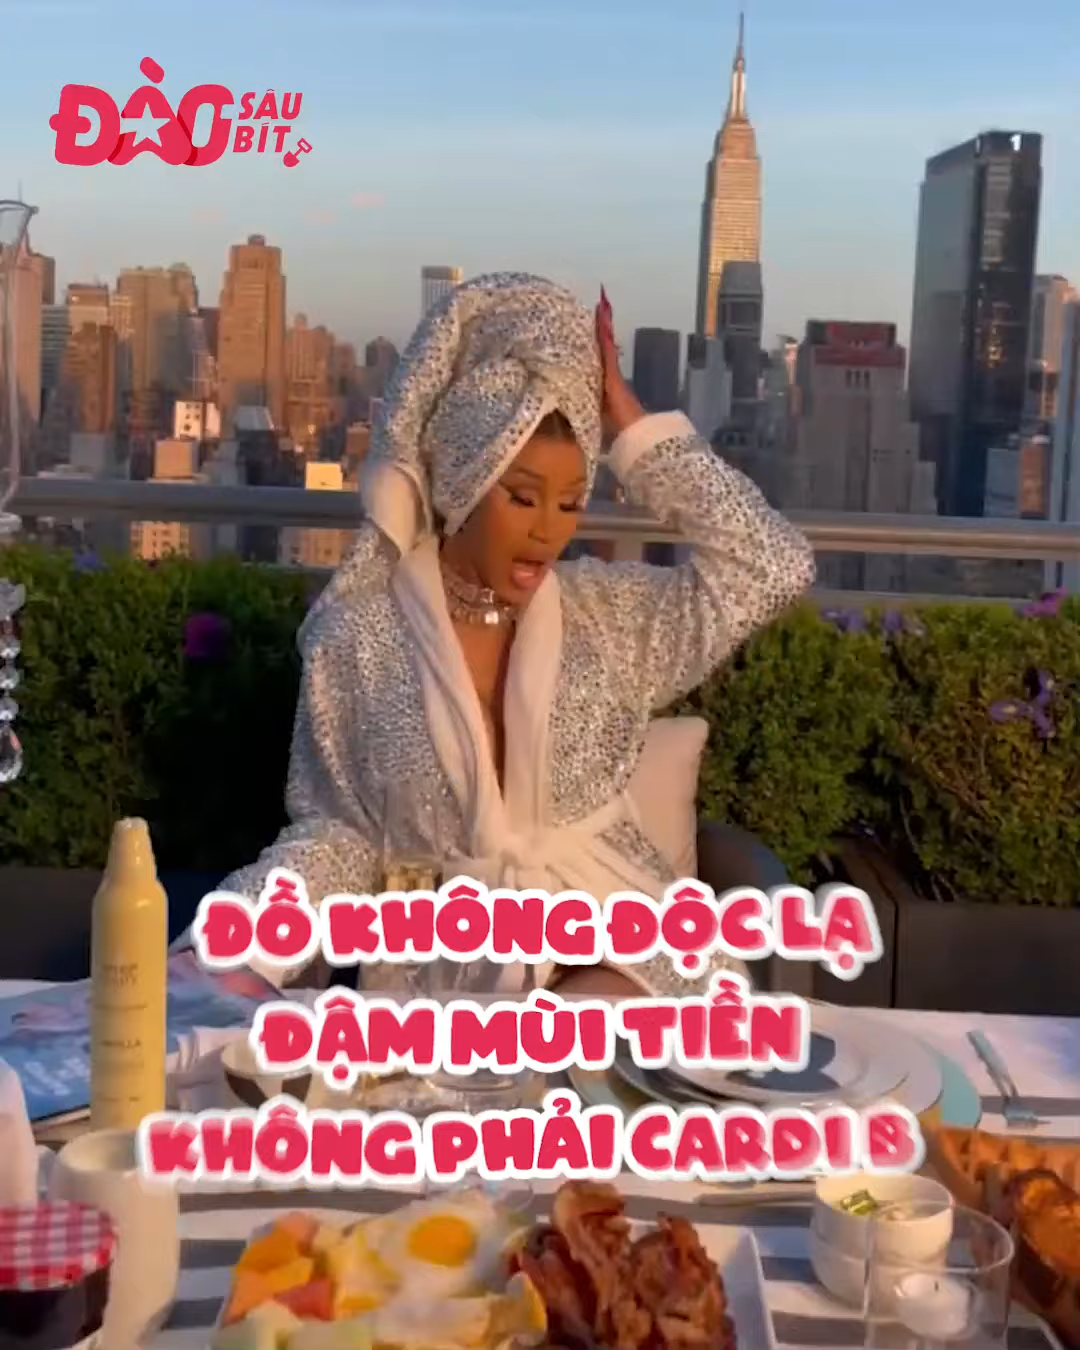 ĐÀO SÂU
BÍT
ĐỒ KHÔNG ĐỘC LẠ
ĐẬM MÙI TIỀN
KHÔNG PHẢI CARDI B